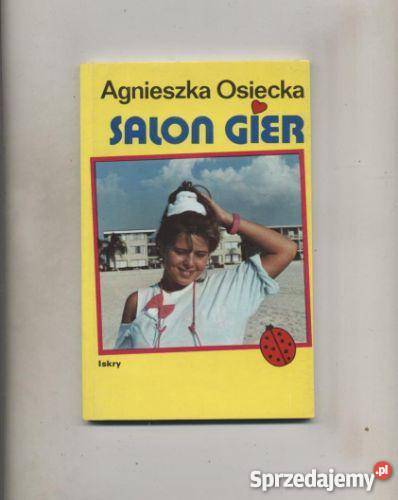 Agnieszka Osiecka
SALON GIER
Iskry
Sprzedajemy.pl